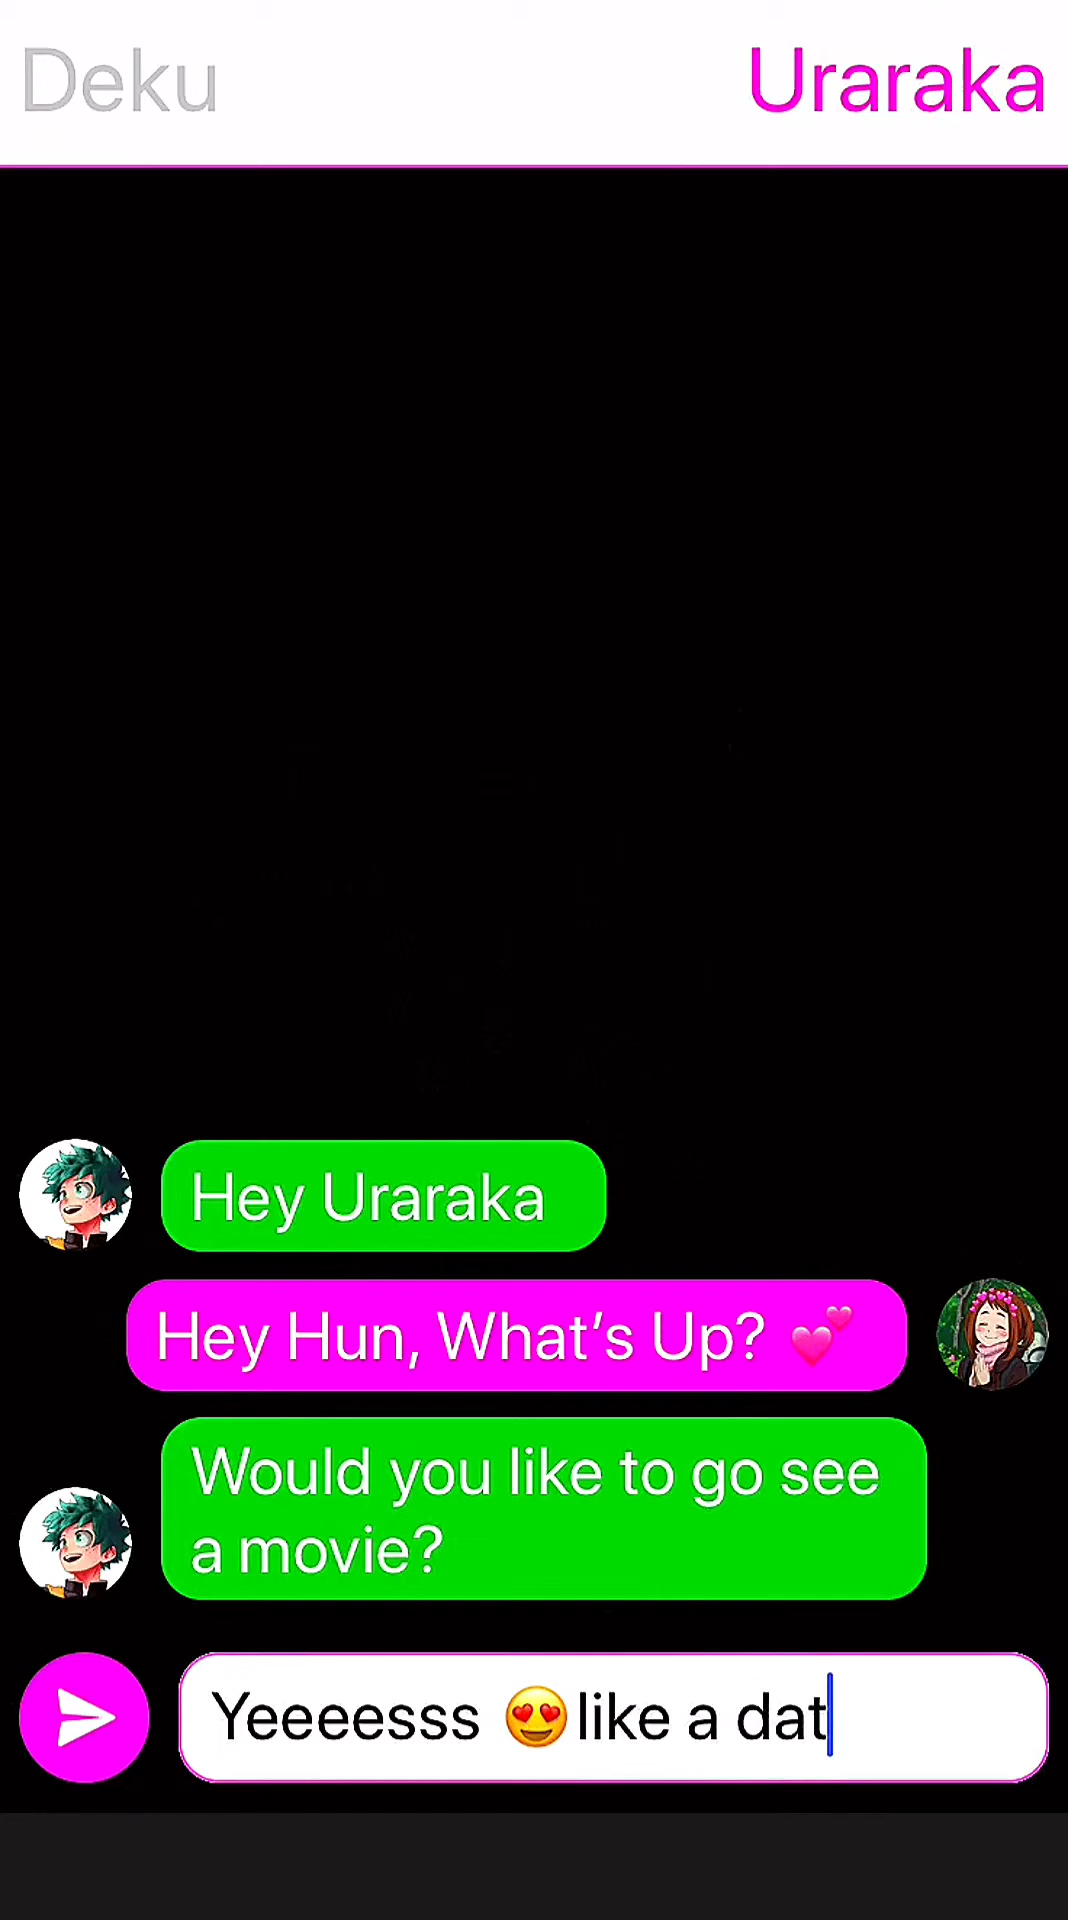 Deku
Uraraka
Hey Uraraka
Hey Hun, What’s Up? 💕
Would you like to go see
a movie?
Yeeeesss 😍like a dat